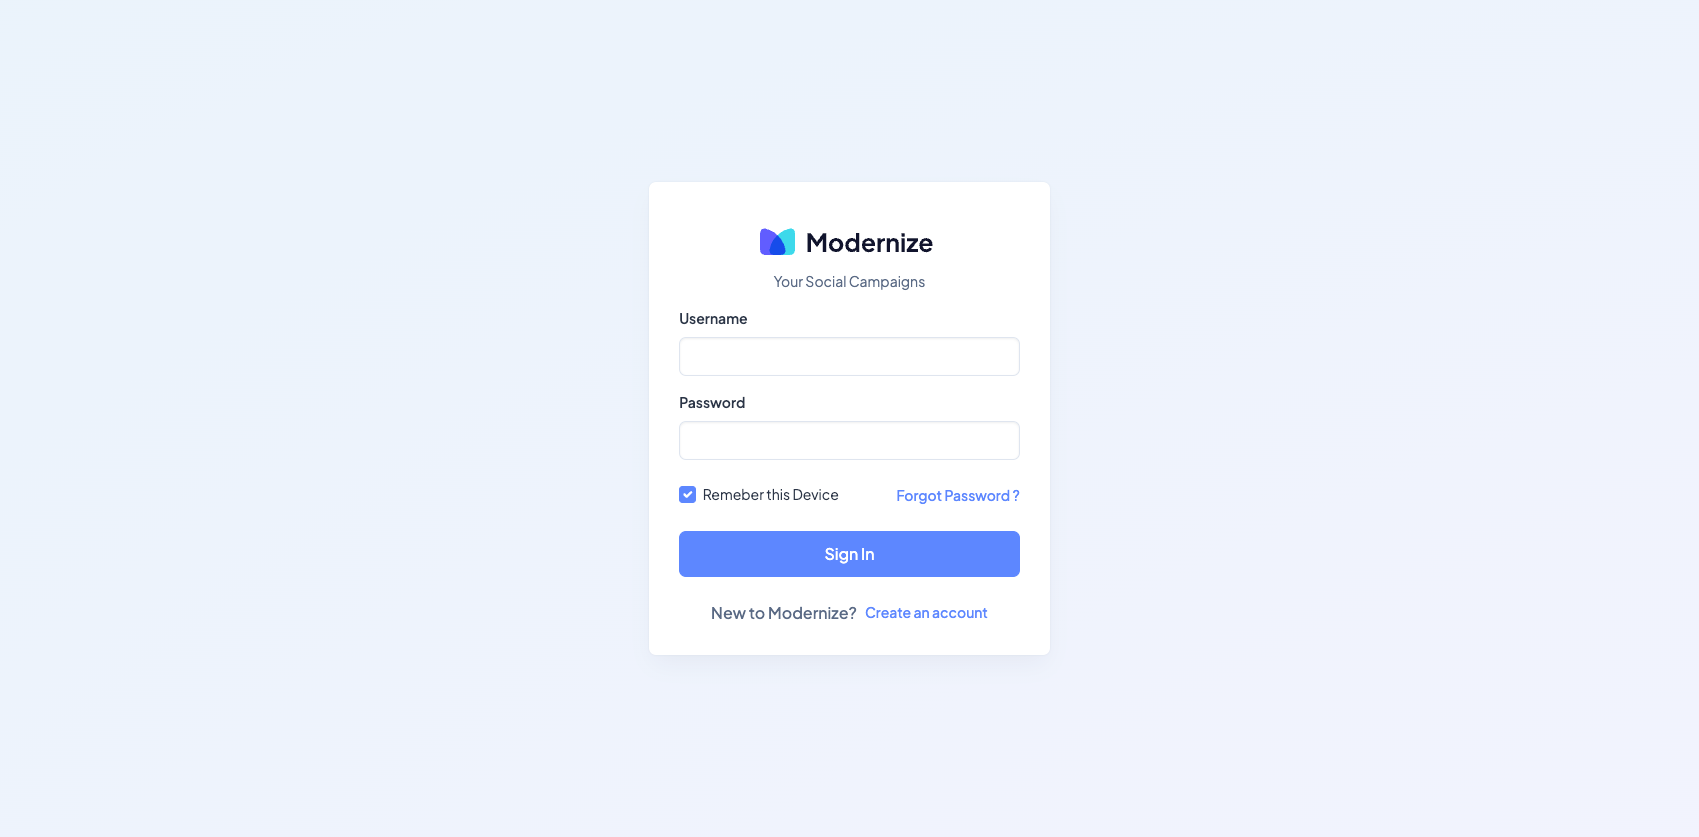 Modernize
Your Social Campaigns
Username
Password
Remeber this Device Forgot Password ?
Sign In
New to Modernize? Create an account